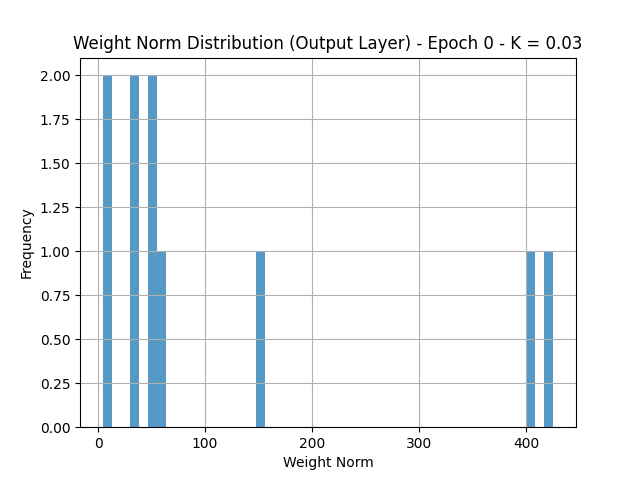 Weight Norm Distribution (Output Layer) - Epoch 0 - K = 0.03
2.00
1.75
1.50
1.25
1.00
0.75
0.50
0.25
0.00
Frequency
0 100 200 300 400
Weight Norm